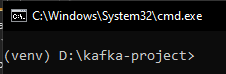 C:\Windows\System32\cmd.exe
(venv) D:\kafka-project>